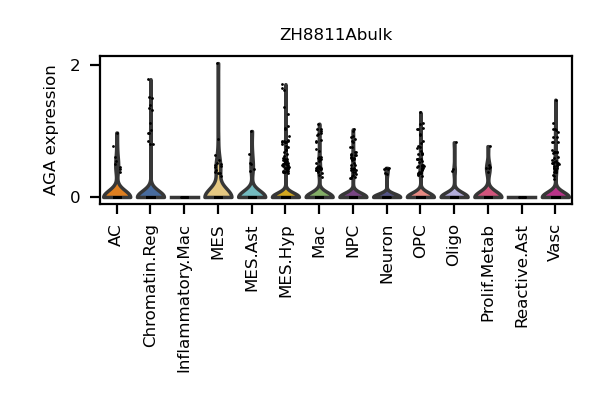 ZH8811Abulk
AGA expression
2
0
AC
Chromatin.Reg
Inflammatory.Mac
MES
MES.Ast
MES.Hyp
Mac
NPC
Neuron
OPC
Oligo
Prolif.Metab
Reactive.Ast
Vasc